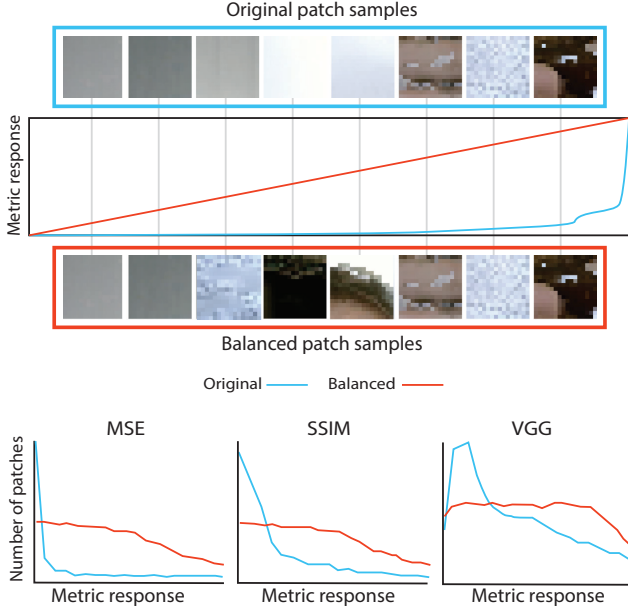 Original patch samples
Metric response
Balanced patch samples
Original Balanced
MSE SSIM VGG
Number of patches
Metric response Metric response Metric response